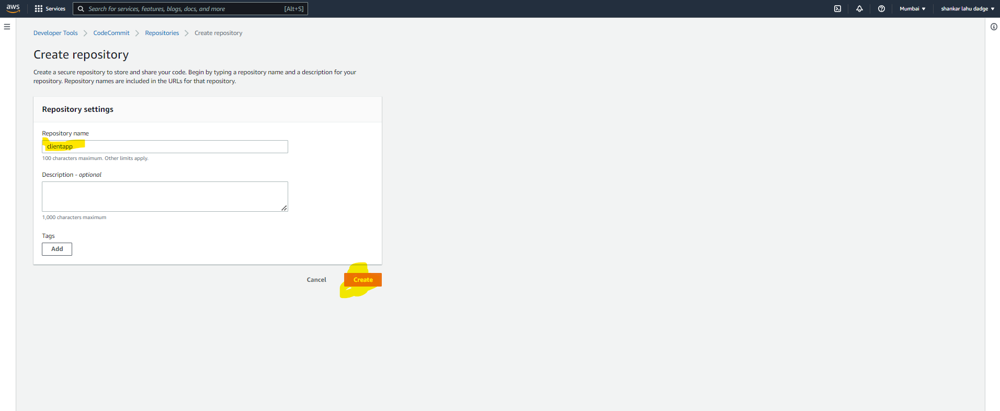 aws Services Search for services, features, blogs, docs, and more [Alt+S] Mumbai shankar lahu dadge
Developer Tools CodeCommit Repositories Create repository
Create repository
Create a secure repository to store and share your code. Begin by typing a repository name and a description for your
repository. Repository names are included in the URLs for that repository.
Repository settings
Repository name
clientapp
100 characters maximum. Other limits apply.
Description - optional
1,000 characters maximum
Tags
Add
Cancel Create